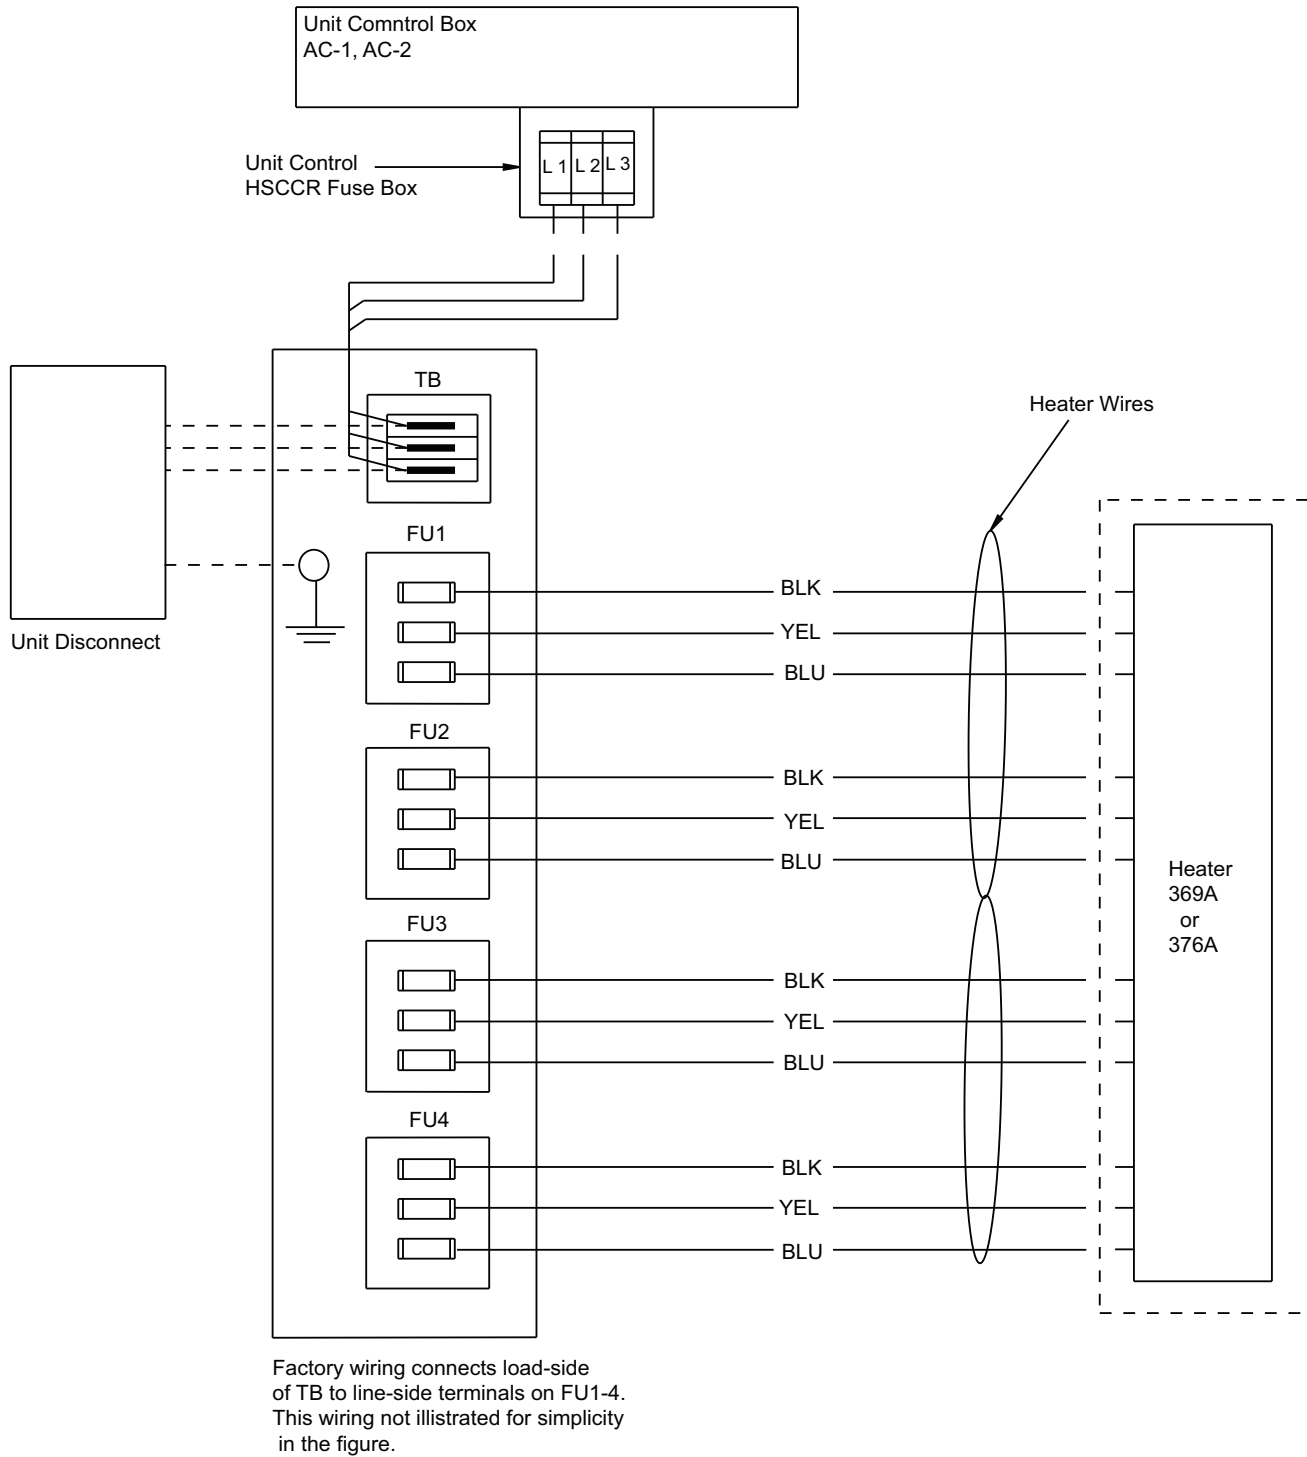 Unit Comntrol Box
AC-1, AC-2
Unit Control
HSCCR Fuse Box
L 1 L 2 L 3
TB
Heater Wires
Unit Disconnect
FU1
BLK
YEL
BLU
FU2
BLK
YEL
BLU
Heater
369A
or
376A
FU3
BLK
YEL
BLU
FU4
BLK
YEL
BLU
Factory wiring connects load-side
of TB to line-side terminals on FU1-4.
This wiring not illistrated for simplicity
in the figure.